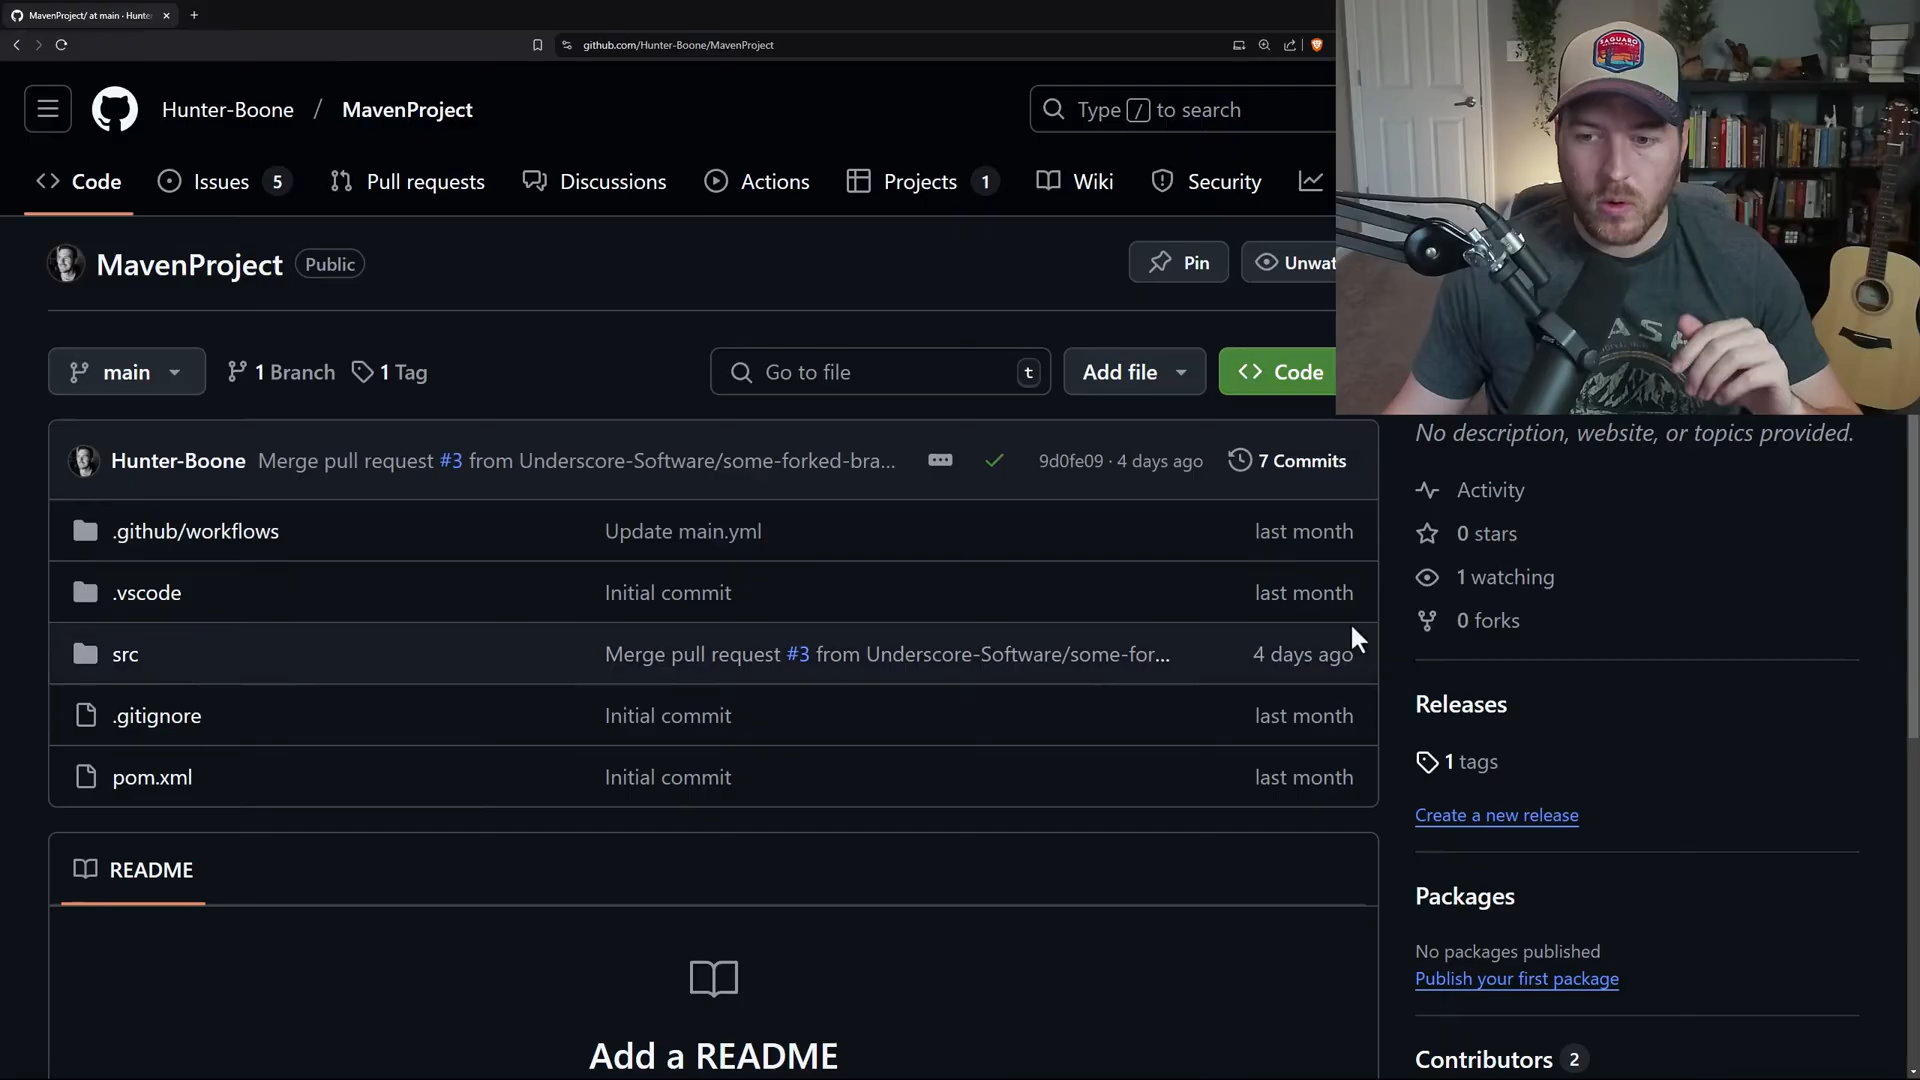 MavenProject/ at main · Hunte
github.com/Hunter-Boone/MavenProject
Hunter-Boone / MavenProject
Type / to search
Code
Issues 5
Pull requests
Discussions
Actions
Projects 1
Wiki
Security
MavenProject Public
Pin
Unwat
main
1 Branch
1 Tag
Go to file t
Add file
Code
SAGUARO
ASA
No description, website, or topics provided.
Hunter-Boone Merge pull request #3 from Underscore-Software/some-forked-bra... 9d0fe09 · 4 days ago 7 Commits
.github/workflows Update main.yml last month
.vscode Initial commit last month
src Merge pull request #3 from Underscore-Software/some-for... 4 days ago
.gitignore Initial commit last month
pom.xml Initial commit last month
Activity
0 stars
1 watching
0 forks
Releases
1 tags
Create a new release
README
Packages
No packages published
Publish your first package
Add a README
Contributors 2